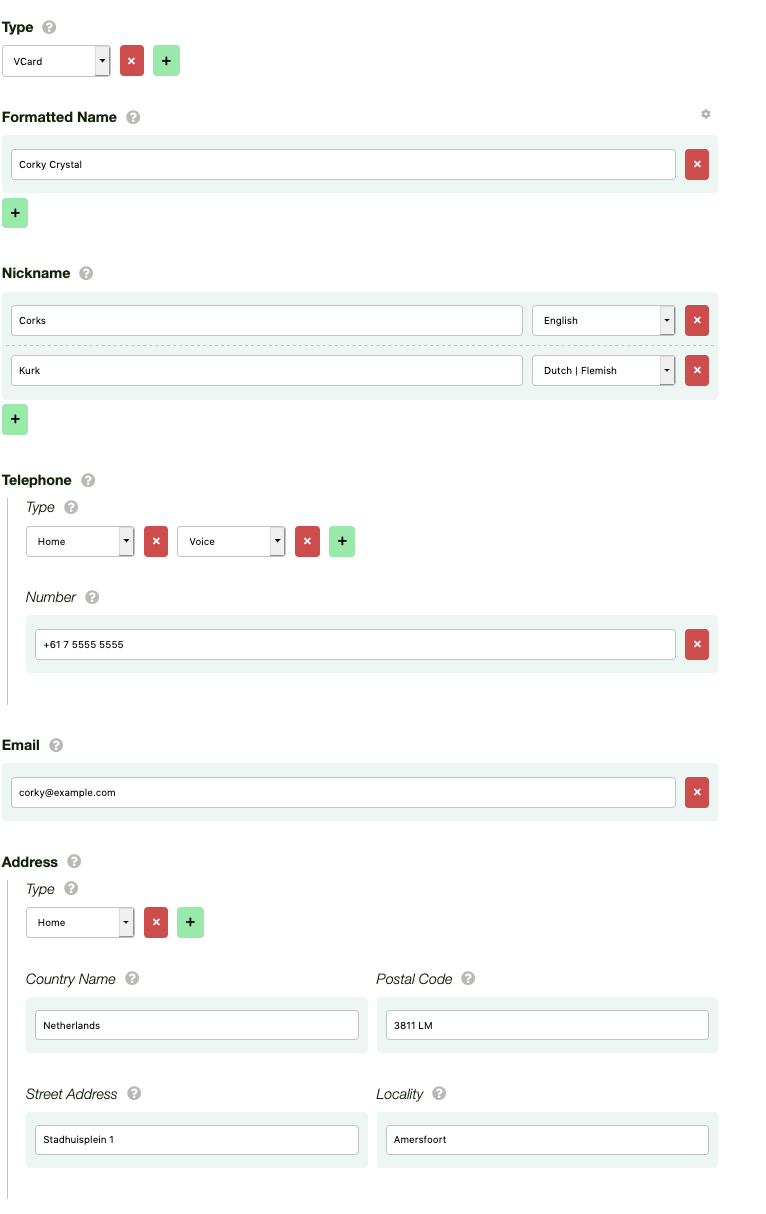 Type ?
VCard
Formatted Name ?
Corky Crystal
Nickname ?
Corks English
Kurk Dutch | Flemish
Telephone ?
Type ?
Home Voice
Number ?
+61 7 5555 5555
Email ?
corky@example.com
Address ?
Type ?
Home
Country Name ? Postal Code ?
Netherlands 3811 LM
Street Address ? Locality ?
Stadhuisplein 1 Amersfoort